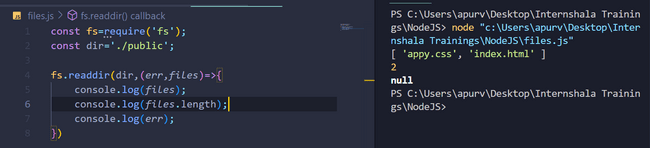 files.js > fs.readdir() callback
1 const fs=require('fs');
2 const dir='./public';
3
4 fs.readdir(dir,(err,files)=>{
5 console.log(files);
6 console.log(files.length);
7 console.log(err);
8 })
PS C:\Users\apurv\Desktop\Internshala Trainin
gs\NodeJS> node "c:\Users\apurv\Desktop\Inter
nshala Trainings\NodeJS\files.js"
[ 'appy.css', 'index.html' ]
2
null
PS C:\Users\apurv\Desktop\Internshala Trainin
gs\NodeJS>